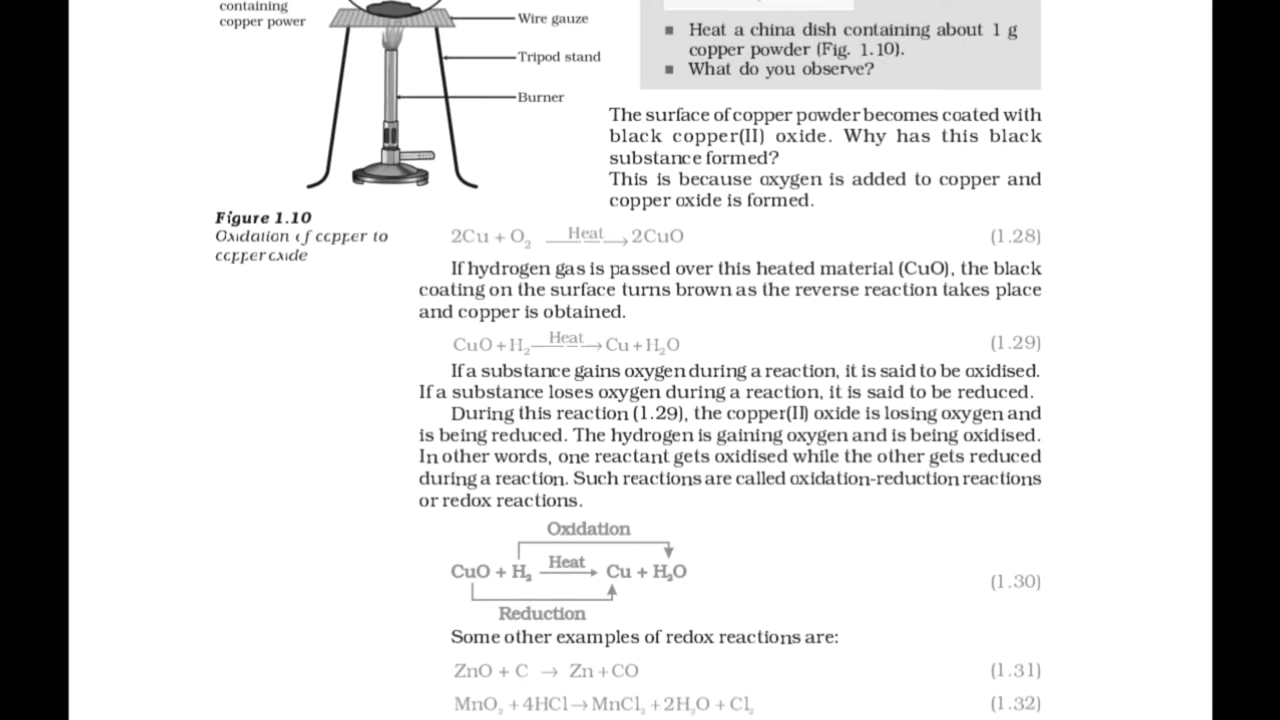 containing
copper power
Wire gauze
Tripod stand
Burner
▪ Heat a china dish containing about 1 g
copper powder (Fig. 1.10).
▪ What do you observe?
The surface of copper powder becomes coated with
black copper(II) oxide. Why has this black
substance formed?
This is because oxygen is added to copper and
copper oxide is formed.
Figure 1.10
Oxidation of copper to
copper oxide
2Cu + O₂ Heat → 2CuO (1.28)
If hydrogen gas is passed over this heated material (CuO), the black
coating on the surface turns brown as the reverse reaction takes place
and copper is obtained.
CuO + H₂ Heat → Cu + H₂O (1.29)
If a substance gains oxygen during a reaction, it is said to be oxidised.
If a substance loses oxygen during a reaction, it is said to be reduced.
During this reaction (1.29), the copper(II) oxide is losing oxygen and
is being reduced. The hydrogen is gaining oxygen and is being oxidised.
In other words, one reactant gets oxidised while the other gets reduced
during a reaction. Such reactions are called oxidation-reduction reactions
or redox reactions.
Oxidation
CuO + H₂ Heat → Cu + H₂O (1.30)
Reduction
Some other examples of redox reactions are:
ZnO + C → Zn + CO (1.31)
MnO₂ + 4HCl → MnCl₂ + 2H₂O + Cl₂ (1.32)